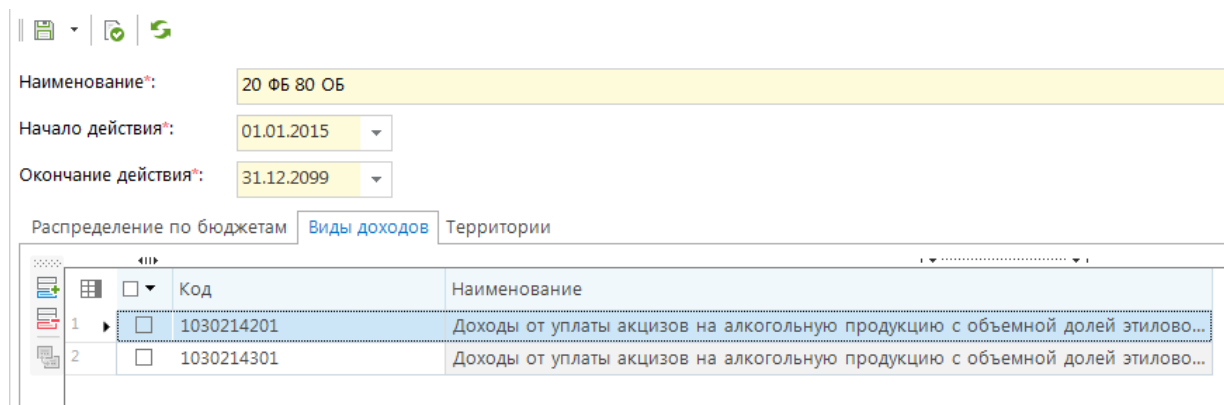 Наименование*: 20 ФБ 80 ОБ
Начало действия*: 01.01.2015
Окончание действия*: 31.12.2099
Распределение по бюджетам Виды доходов Территории
Код Наименование
1 1030214201 Доходы от уплаты акцизов на алкогольную продукцию с объемной долей этилово...
2 1030214301 Доходы от уплаты акцизов на алкогольную продукцию с объемной долей этилово...